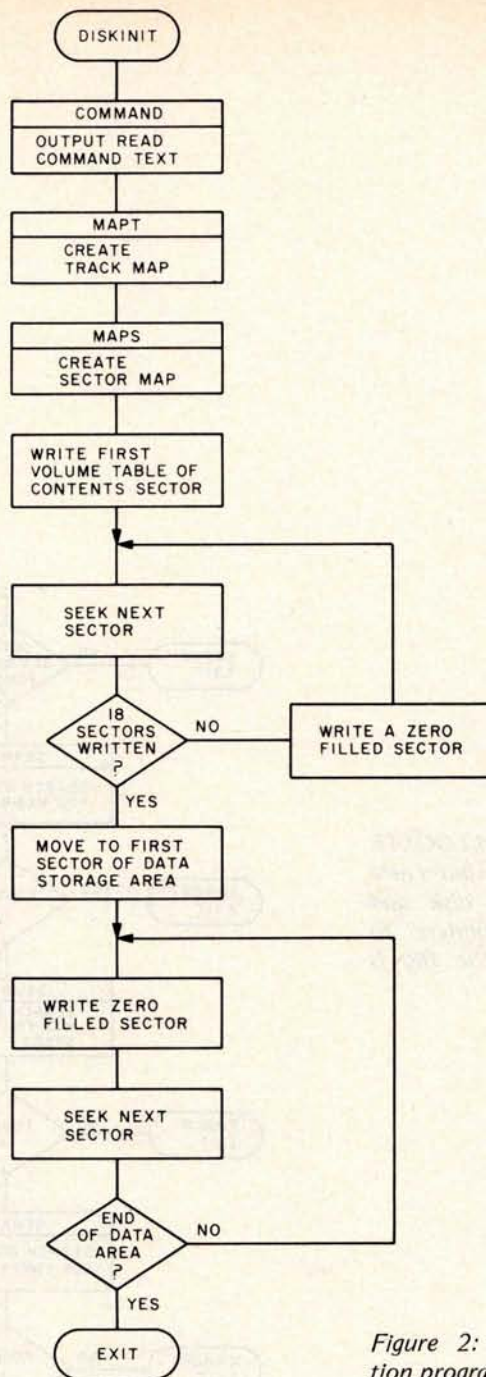 DISKINIT
COMMAND
OUTPUT READ
COMMAND TEXT
MAPT
CREATE
TRACK MAP
MAPS
CREATE
SECTOR MAP
WRITE FIRST
VOLUME TABLE OF
CONTENTS SECTOR
SEEK NEXT
SECTOR
18
SECTORS
WRITTEN
?
NO
WRITE A ZERO
FILLED SECTOR
YES
MOVE TO FIRST
SECTOR OF DATA
STORAGE AREA
WRITE ZERO
FILLED SECTOR
SEEK NEXT
SECTOR
END
OF DATA
AREA
?
NO
YES
EXIT
Figure 2:
tion progra